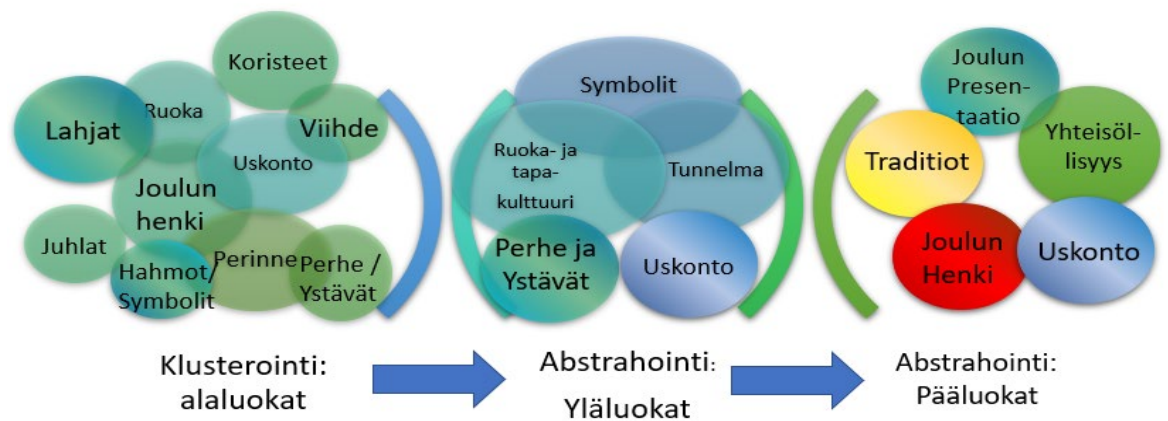 Koristeet
Ruoka
Lahjat
Viihde
Uskonto
Joulun
henki
Juhlat
Hahmot/
Symbolit
Perinne
Perhe /
Ystävät
Symbolit
Ruoka- ja
tapa-
kulttuuri
Tunnelma
Perhe ja
Ystävät
Uskonto
Joulun
Presen-
taatio
Yhteisöl-
lisyys
Traditiot
Joulun
Henki
Uskonto
Klusterointi:
alaluokat
Abstrahointi:
Yläluokat
Abstrahointi:
Pääluokat